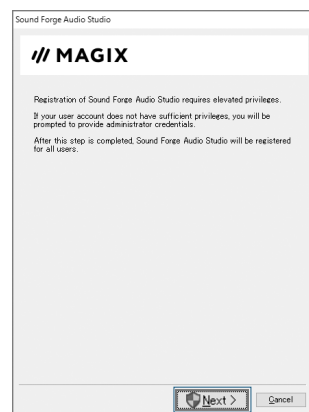 Sound Forge Audio Studio
MAGIX
Registration of Sound Forge Audio Studio requires elevated privileges.
If your user account does not have sufficient privileges, you will be
prompted to provide administrator credentials.
After this step is completed, Sound Forge Audio Studio will be registered
for all users.
Next >
Cancel